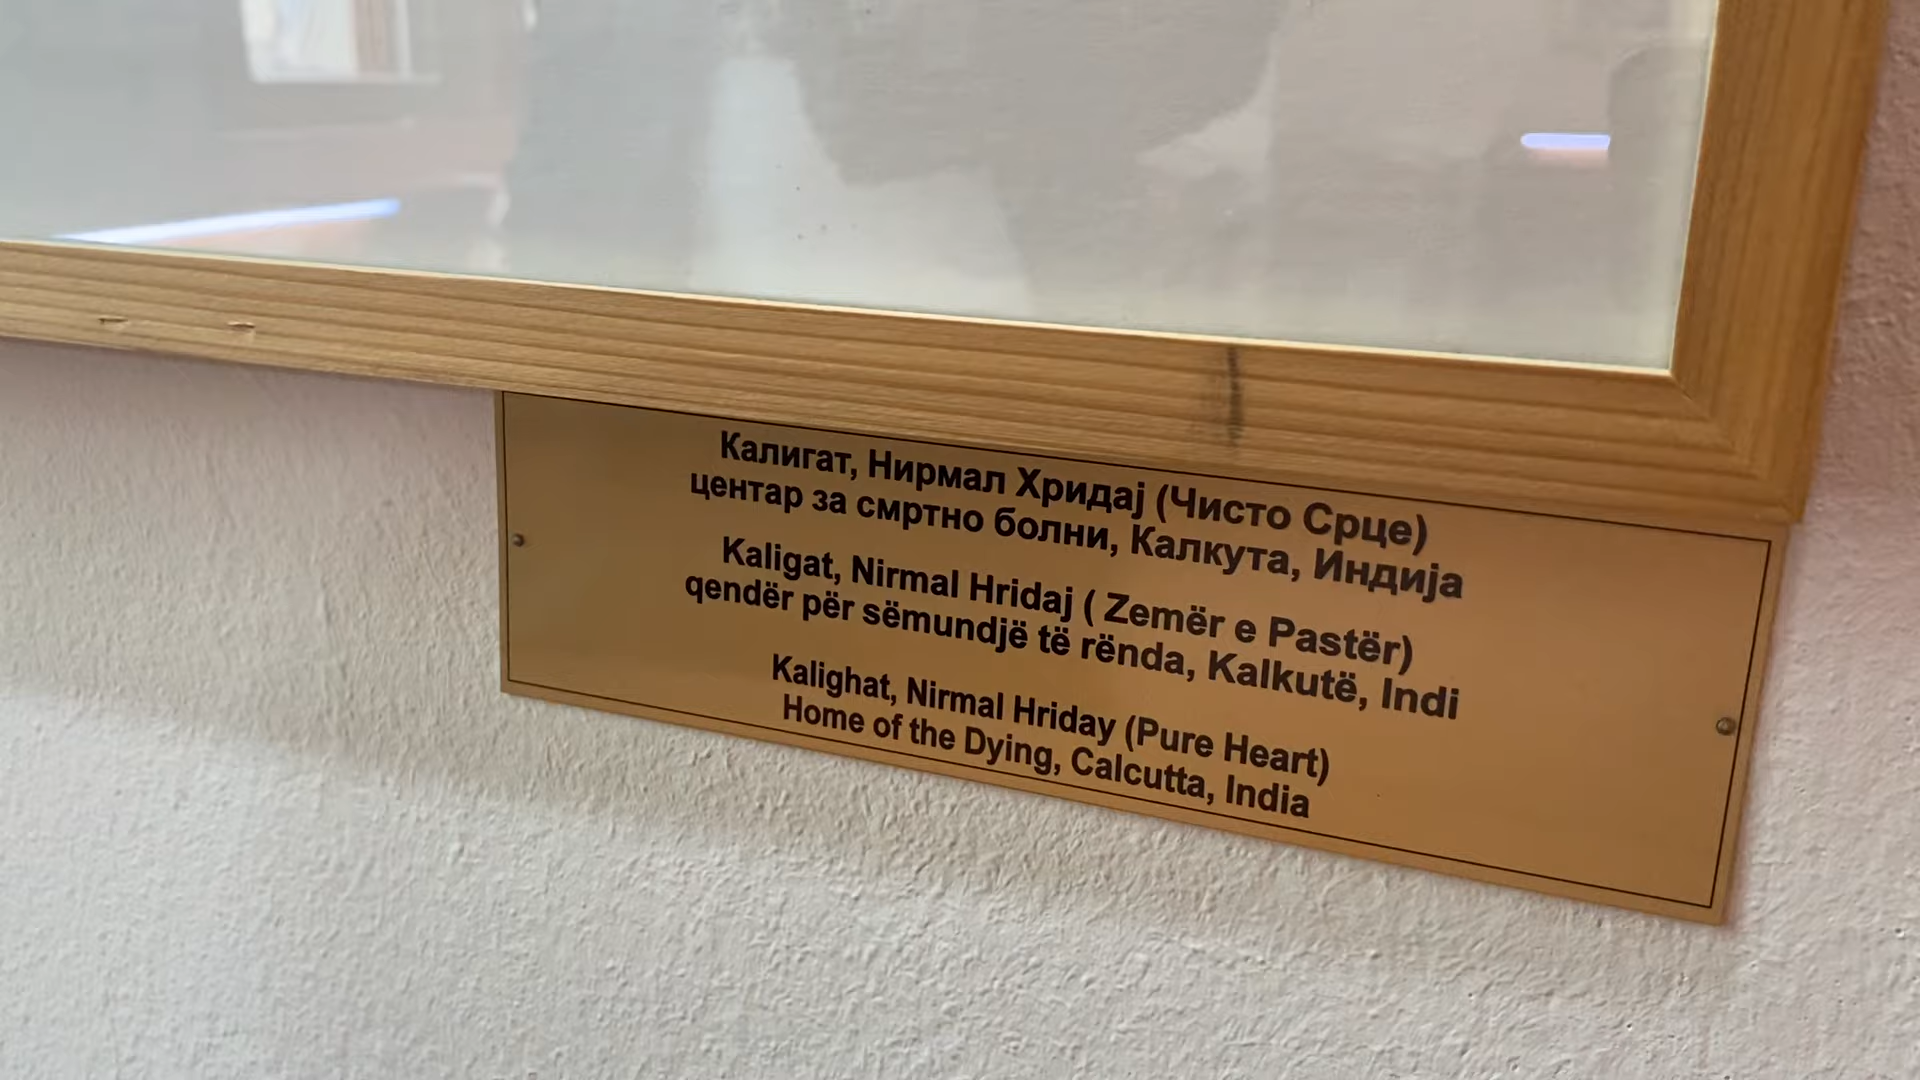 Калигат, Нирмал Хридај (Чисто Срце)
центар за смртно болни, Калкута, Индија
Kaligat, Nirmal Hridaj ( Zemër e Pastër)
qendër për sëmundjë të rënda, Kalkutë, Indi
Kalighat, Nirmal Hriday (Pure Heart)
Home of the Dying, Calcutta, India